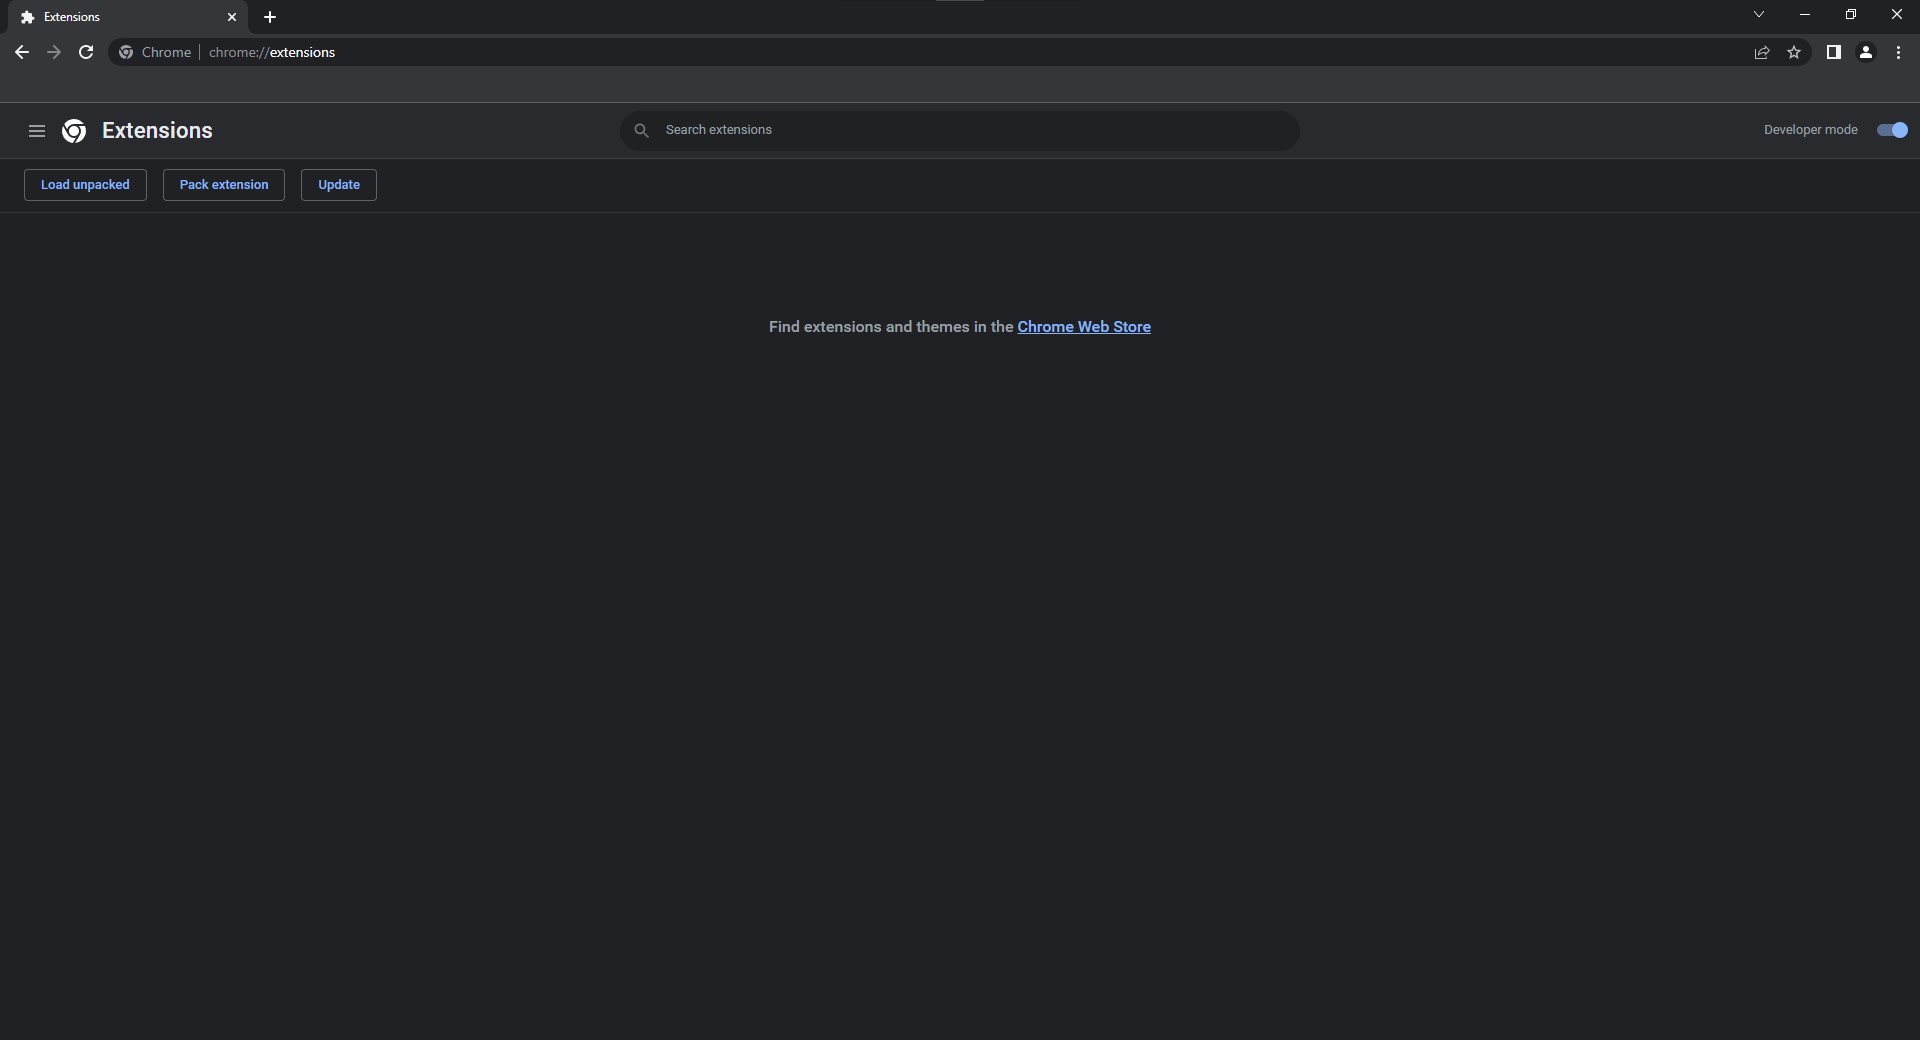 Extensions
Chrome chrome://extensions
Extensions
Search extensions
Developer mode
Load unpacked
Pack extension
Update
Find extensions and themes in the Chrome Web Store